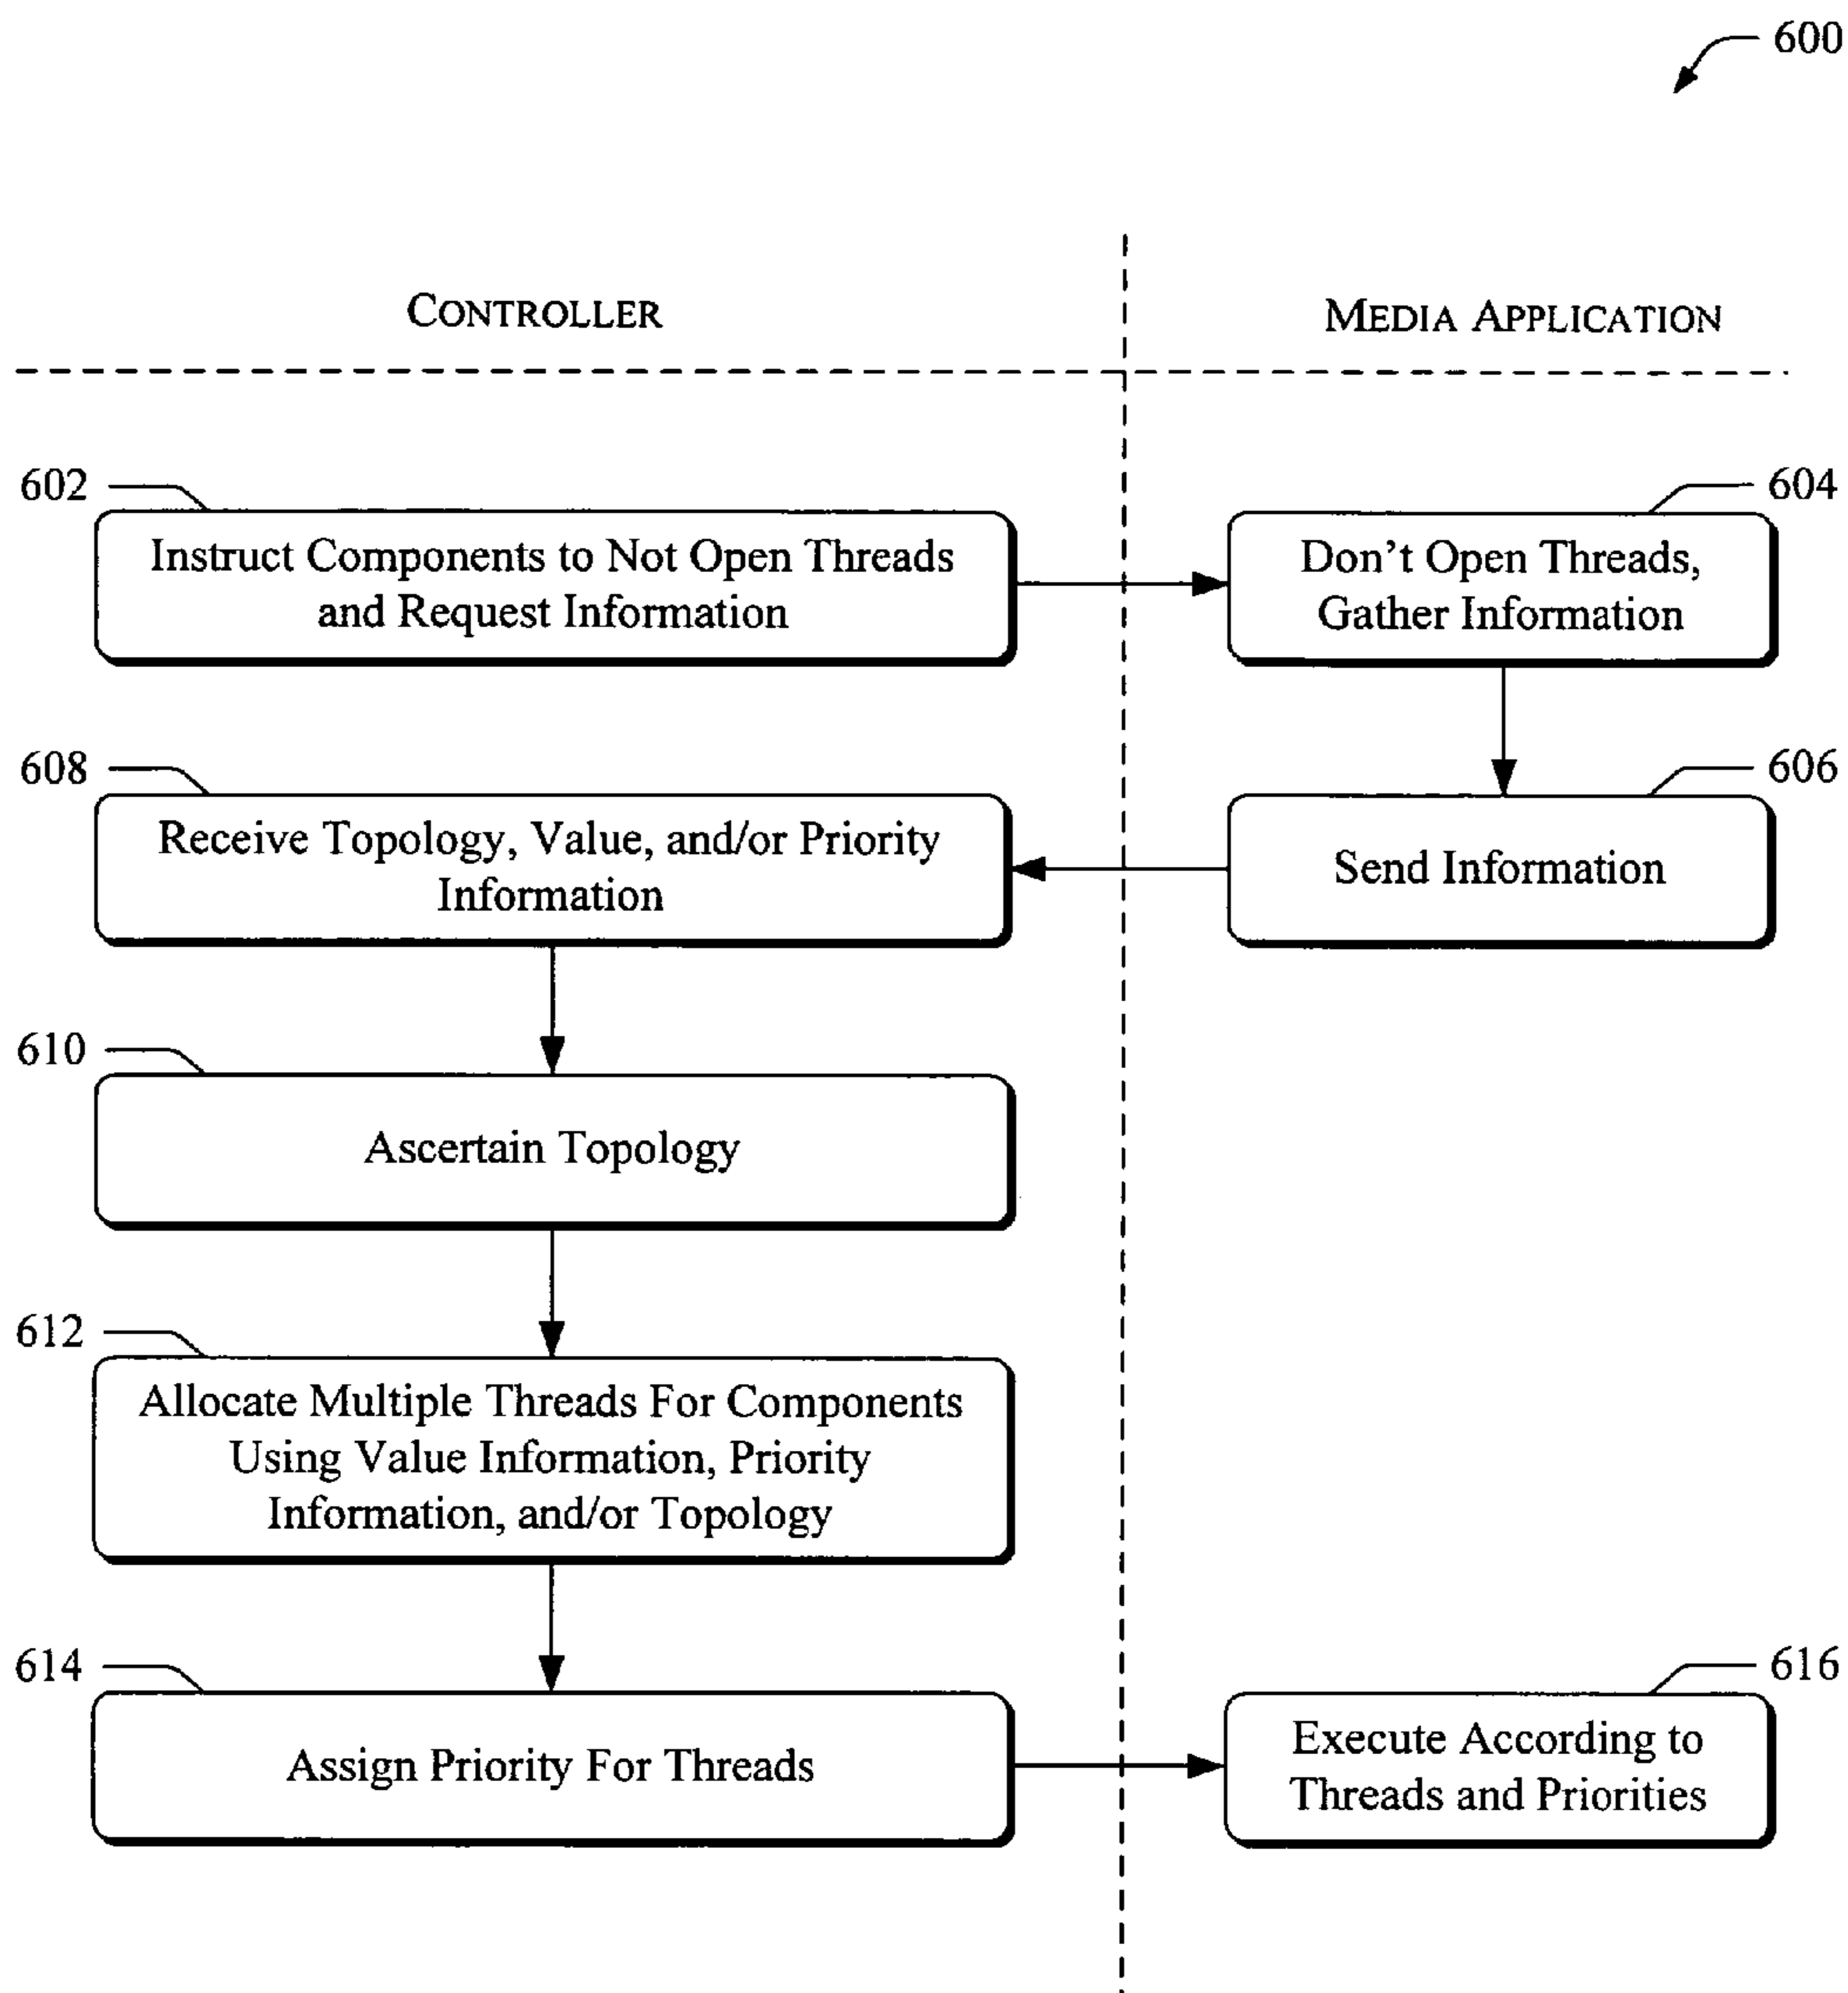 600
CONTROLLER
MEDIA APPLICATION
602
Instruct Components to Not Open Threads
and Request Information
604
Don't Open Threads,
Gather Information
608
Receive Topology, Value, and/or Priority
Information
606
Send Information
610
Ascertain Topology
612
Allocate Multiple Threads For Components
Using Value Information, Priority
Information, and/or Topology
614
Assign Priority For Threads
616
Execute According to
Threads and Priorities